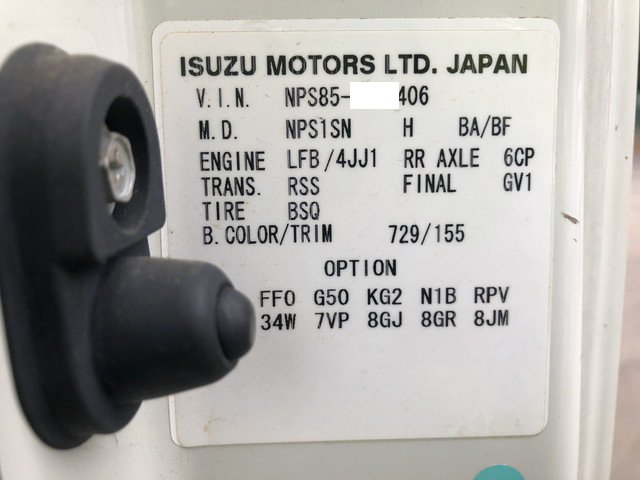 ISUZU MOTORS LTD. JAPAN
V.I.N. NPS85- 406
M.D. NPS1SN H BA/BF
ENGINE LFB/4JJ1 RR AXLE 6CP
TRANS. RSS FINAL GV1
TIRE BSQ
B.COLOR/TRIM 729/155
OPTION
FF0 G50 KG2 N1B RPV
34W 7VP 8GJ 8GR 8JM